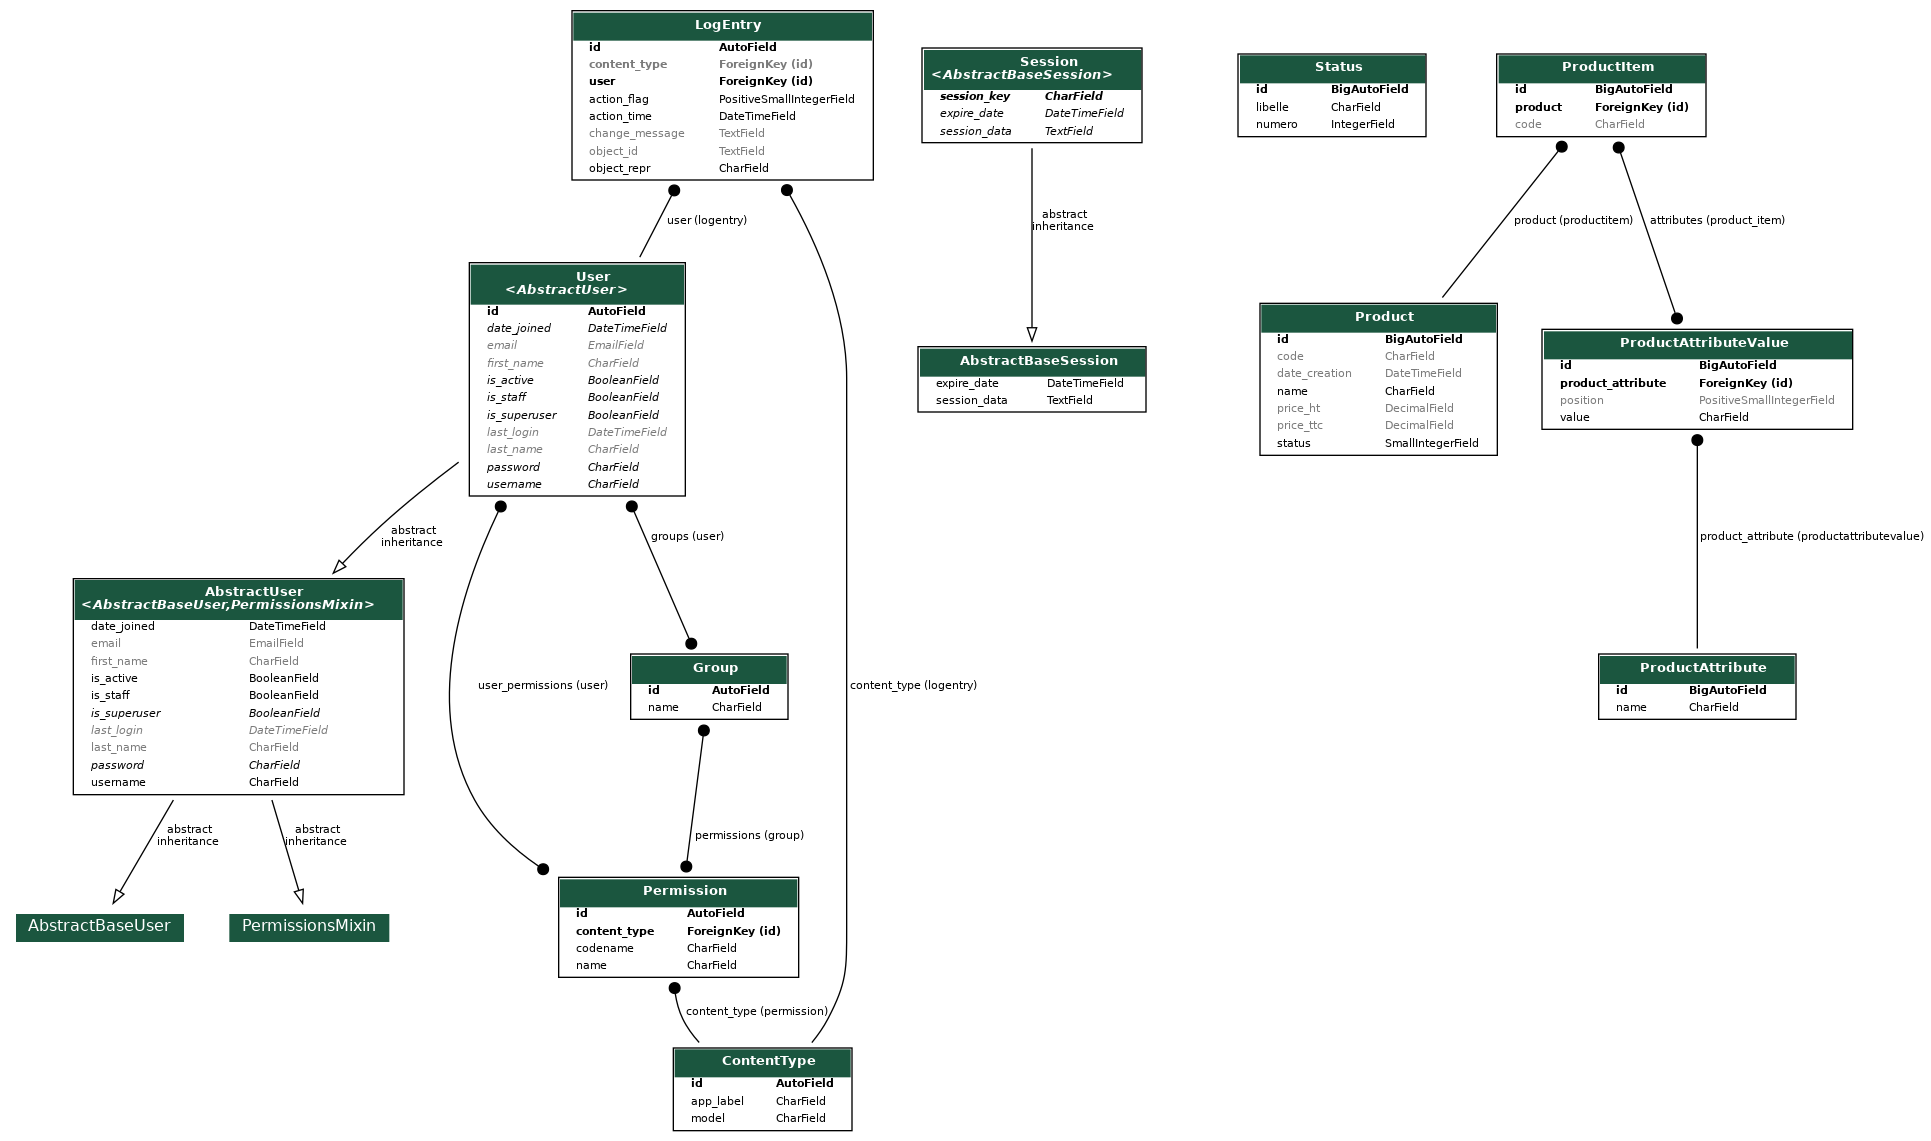 LogEntry
id AutoField
content_type ForeignKey (id)
user ForeignKey (id)
action_flag PositiveSmallIntegerField
action_time DateTimeField
change_message TextField
object_id TextField
object_repr CharField
Session
<AbstractBaseSession>
session_key CharField
expire_date DateTimeField
session_data TextField
Status
id BigAutoField
libelle CharField
numero IntegerField
ProductItem
id BigAutoField
product ForeignKey (id)
code CharField
user (logentry)
abstract
inheritance
product (productitem)
attributes (product_item)
User
<AbstractUser>
id AutoField
date_joined DateTimeField
email EmailField
first_name CharField
is_active BooleanField
is_staff BooleanField
is_superuser BooleanField
last_login DateTimeField
last_name CharField
password CharField
username CharField
AbstractBaseSession
expire_date DateTimeField
session_data TextField
Product
id BigAutoField
code CharField
date_creation DateTimeField
name CharField
price_ht DecimalField
price_ttc DecimalField
status SmallIntegerField
ProductAttributeValue
id BigAutoField
product_attribute ForeignKey (id)
position PositiveSmallIntegerField
value CharField
abstract
inheritance
groups (user)
product_attribute (productattributevalue)
AbstractUser
<AbstractBaseUser,PermissionsMixin>
date_joined DateTimeField
email EmailField
first_name CharField
is_active BooleanField
is_staff BooleanField
is_superuser BooleanField
last_login DateTimeField
last_name CharField
password CharField
username CharField
user_permissions (user)
Group
id AutoField
name CharField
content_type (logentry)
ProductAttribute
id BigAutoField
name CharField
abstract
inheritance
abstract
inheritance
permissions (group)
AbstractBaseUser
PermissionsMixin
Permission
id AutoField
content_type ForeignKey (id)
codename CharField
name CharField
content_type (permission)
ContentType
id AutoField
app_label CharField
model CharField